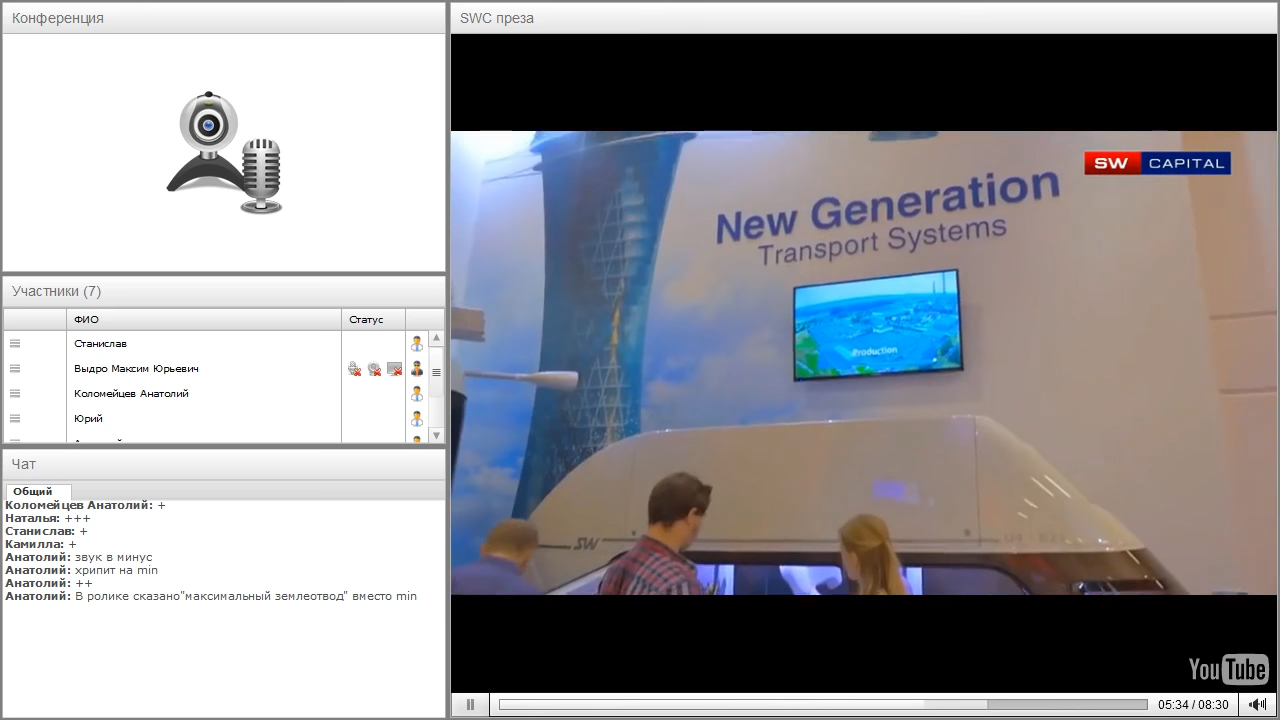 Конференция
Участники (7)
ФИО
Статус
Станислав
Выдро Максим Юрьевич
Коломейцев Анатолий
Юрий
Чат
Общий
Коломейцев Анатолий: +
Наталья: +++
Станислав: +
Камилла: +
Анатолий: звук в минус
Анатолий: хрипит на min
Анатолий: ++
Анатолий: В ролике сказано"максимальный землеотвод" вместо min
SWC преза
SW CAPITAL
New Generation
Transport Systems
Production
SW
YouTube
05:34 / 08:30